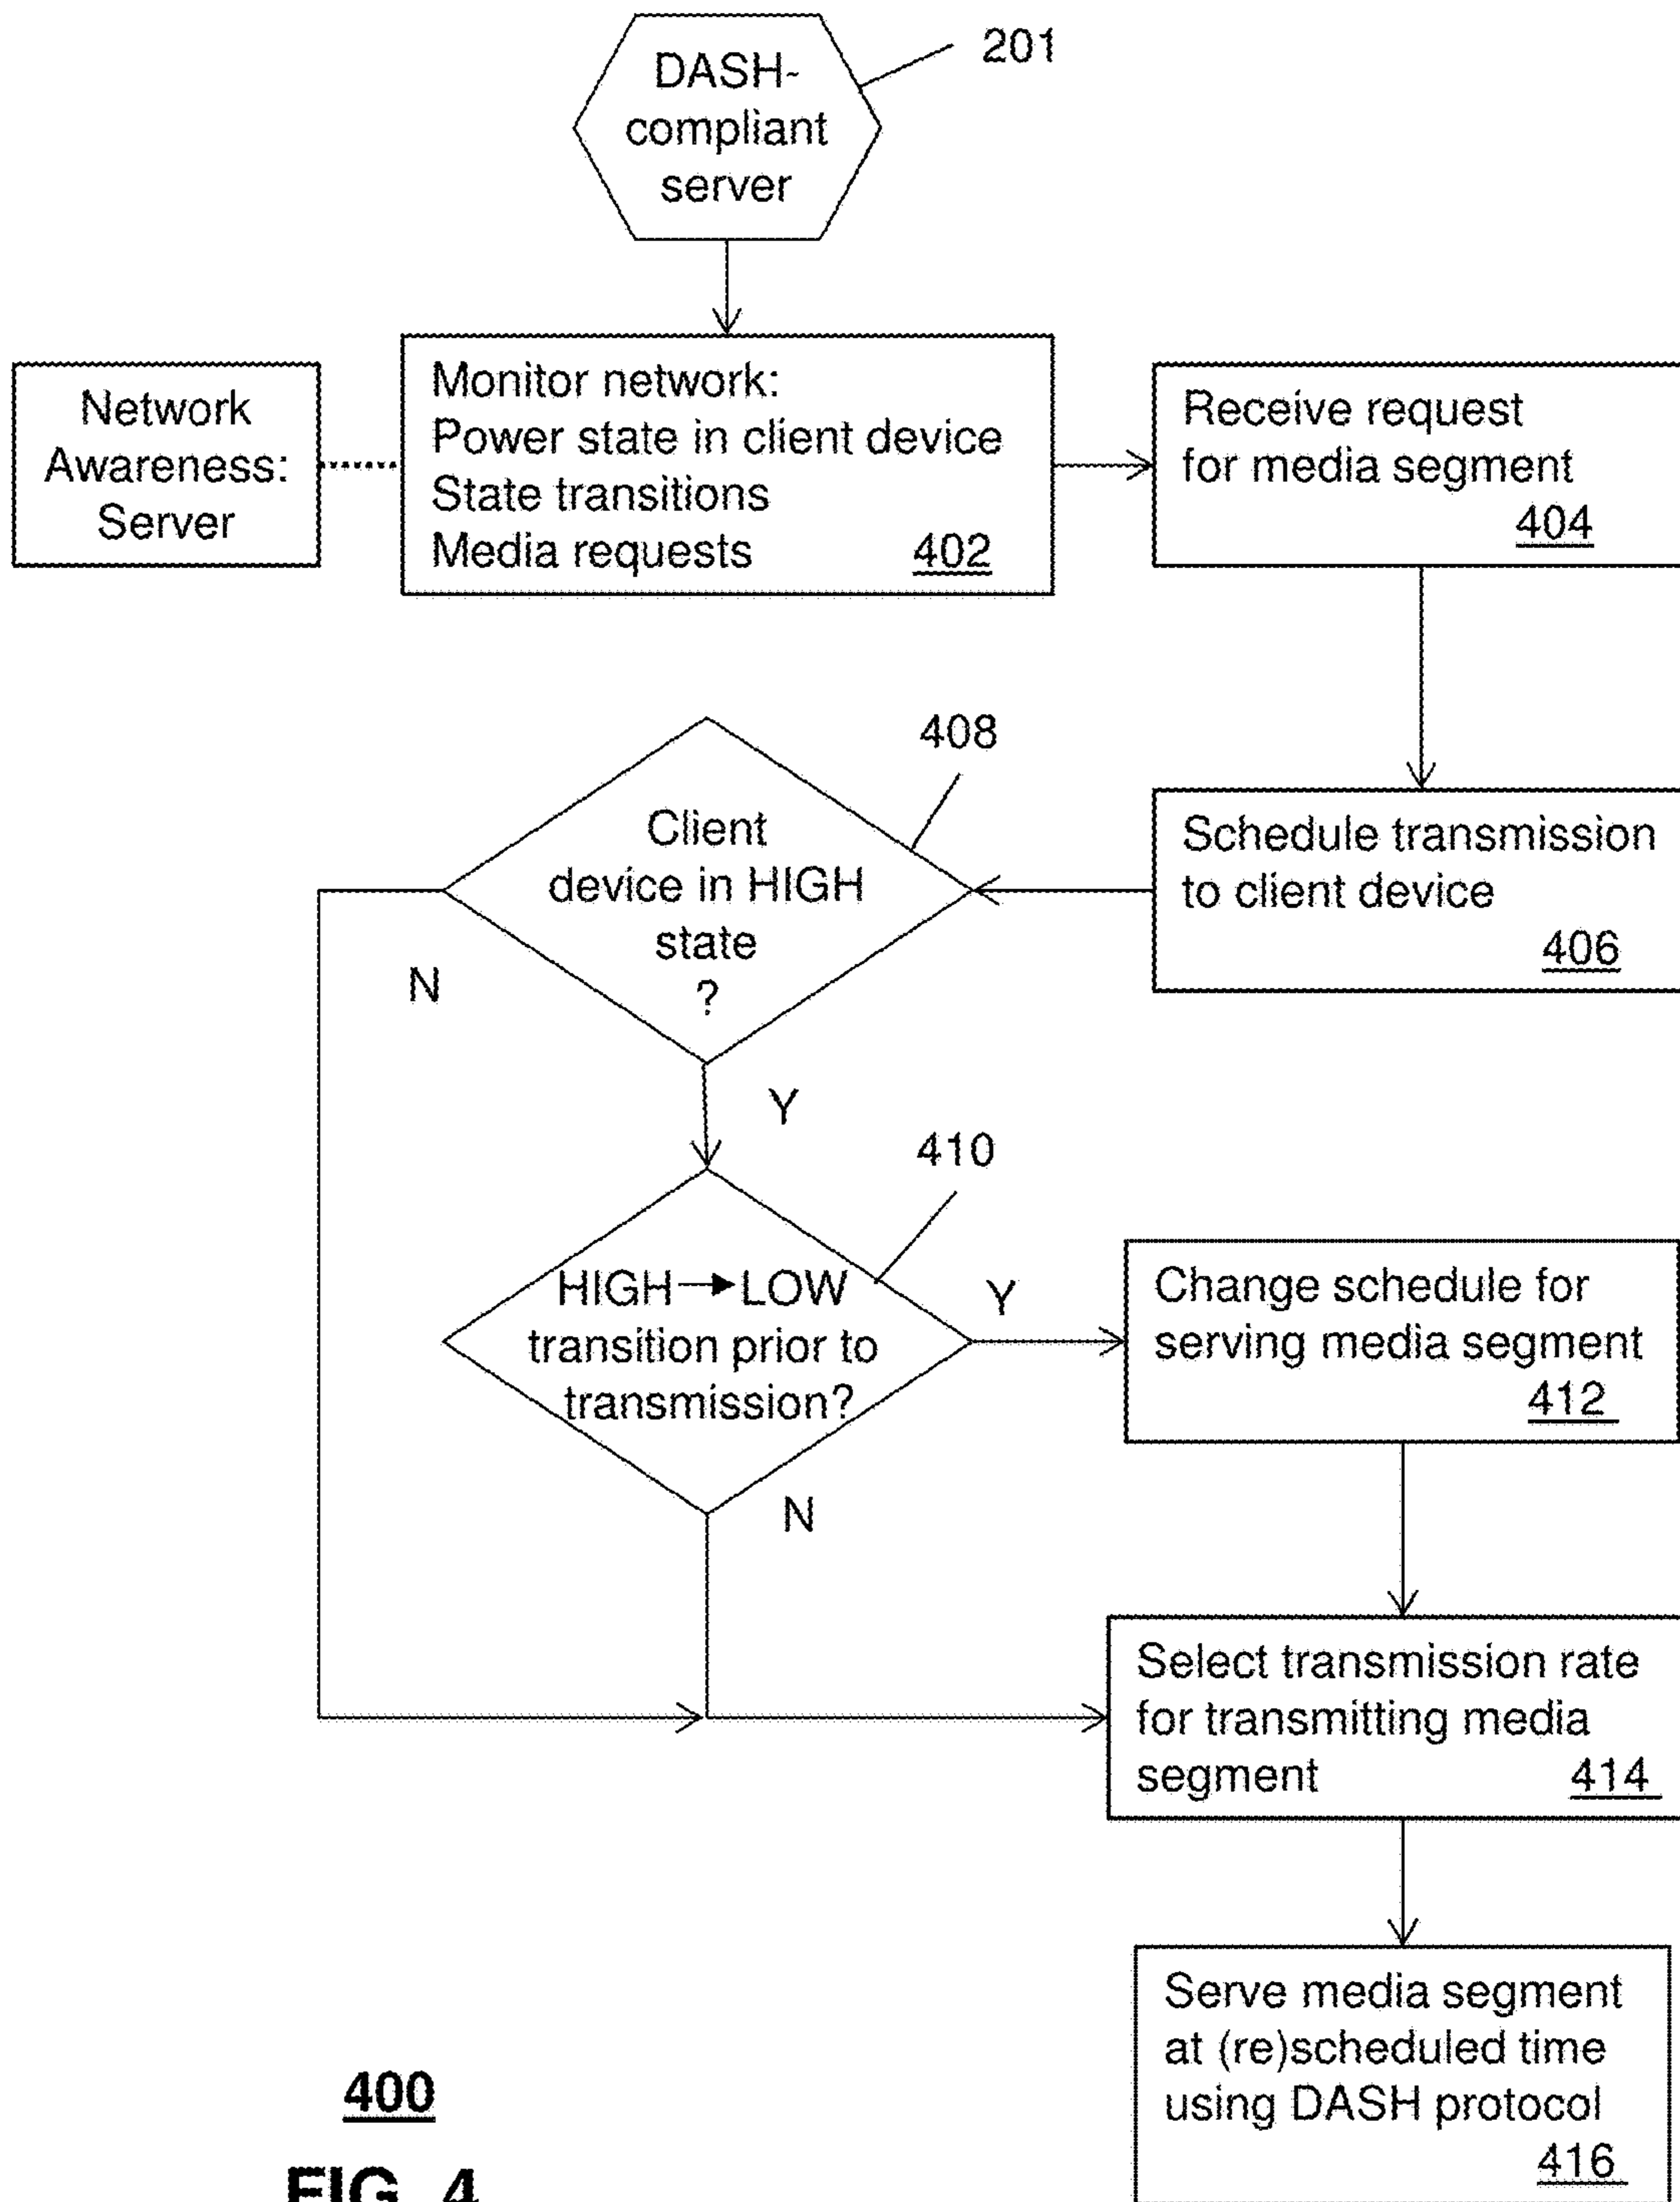 DASH-
compliant
server
201
Network
Awareness:
Server
Monitor network:
Power state in client device
State transitions
Media requests 402
Receive request
for media segment
404
408
Client
device in HIGH
state
?
N
Y
Schedule transmission
to client device
406
410
HIGH→LOW
transition prior to
transmission?
Y
N
Change schedule for
serving media segment
412
Select transmission rate
for transmitting media
segment 414
Serve media segment
at (re)scheduled time
using DASH protocol
416
400
FIG. 4